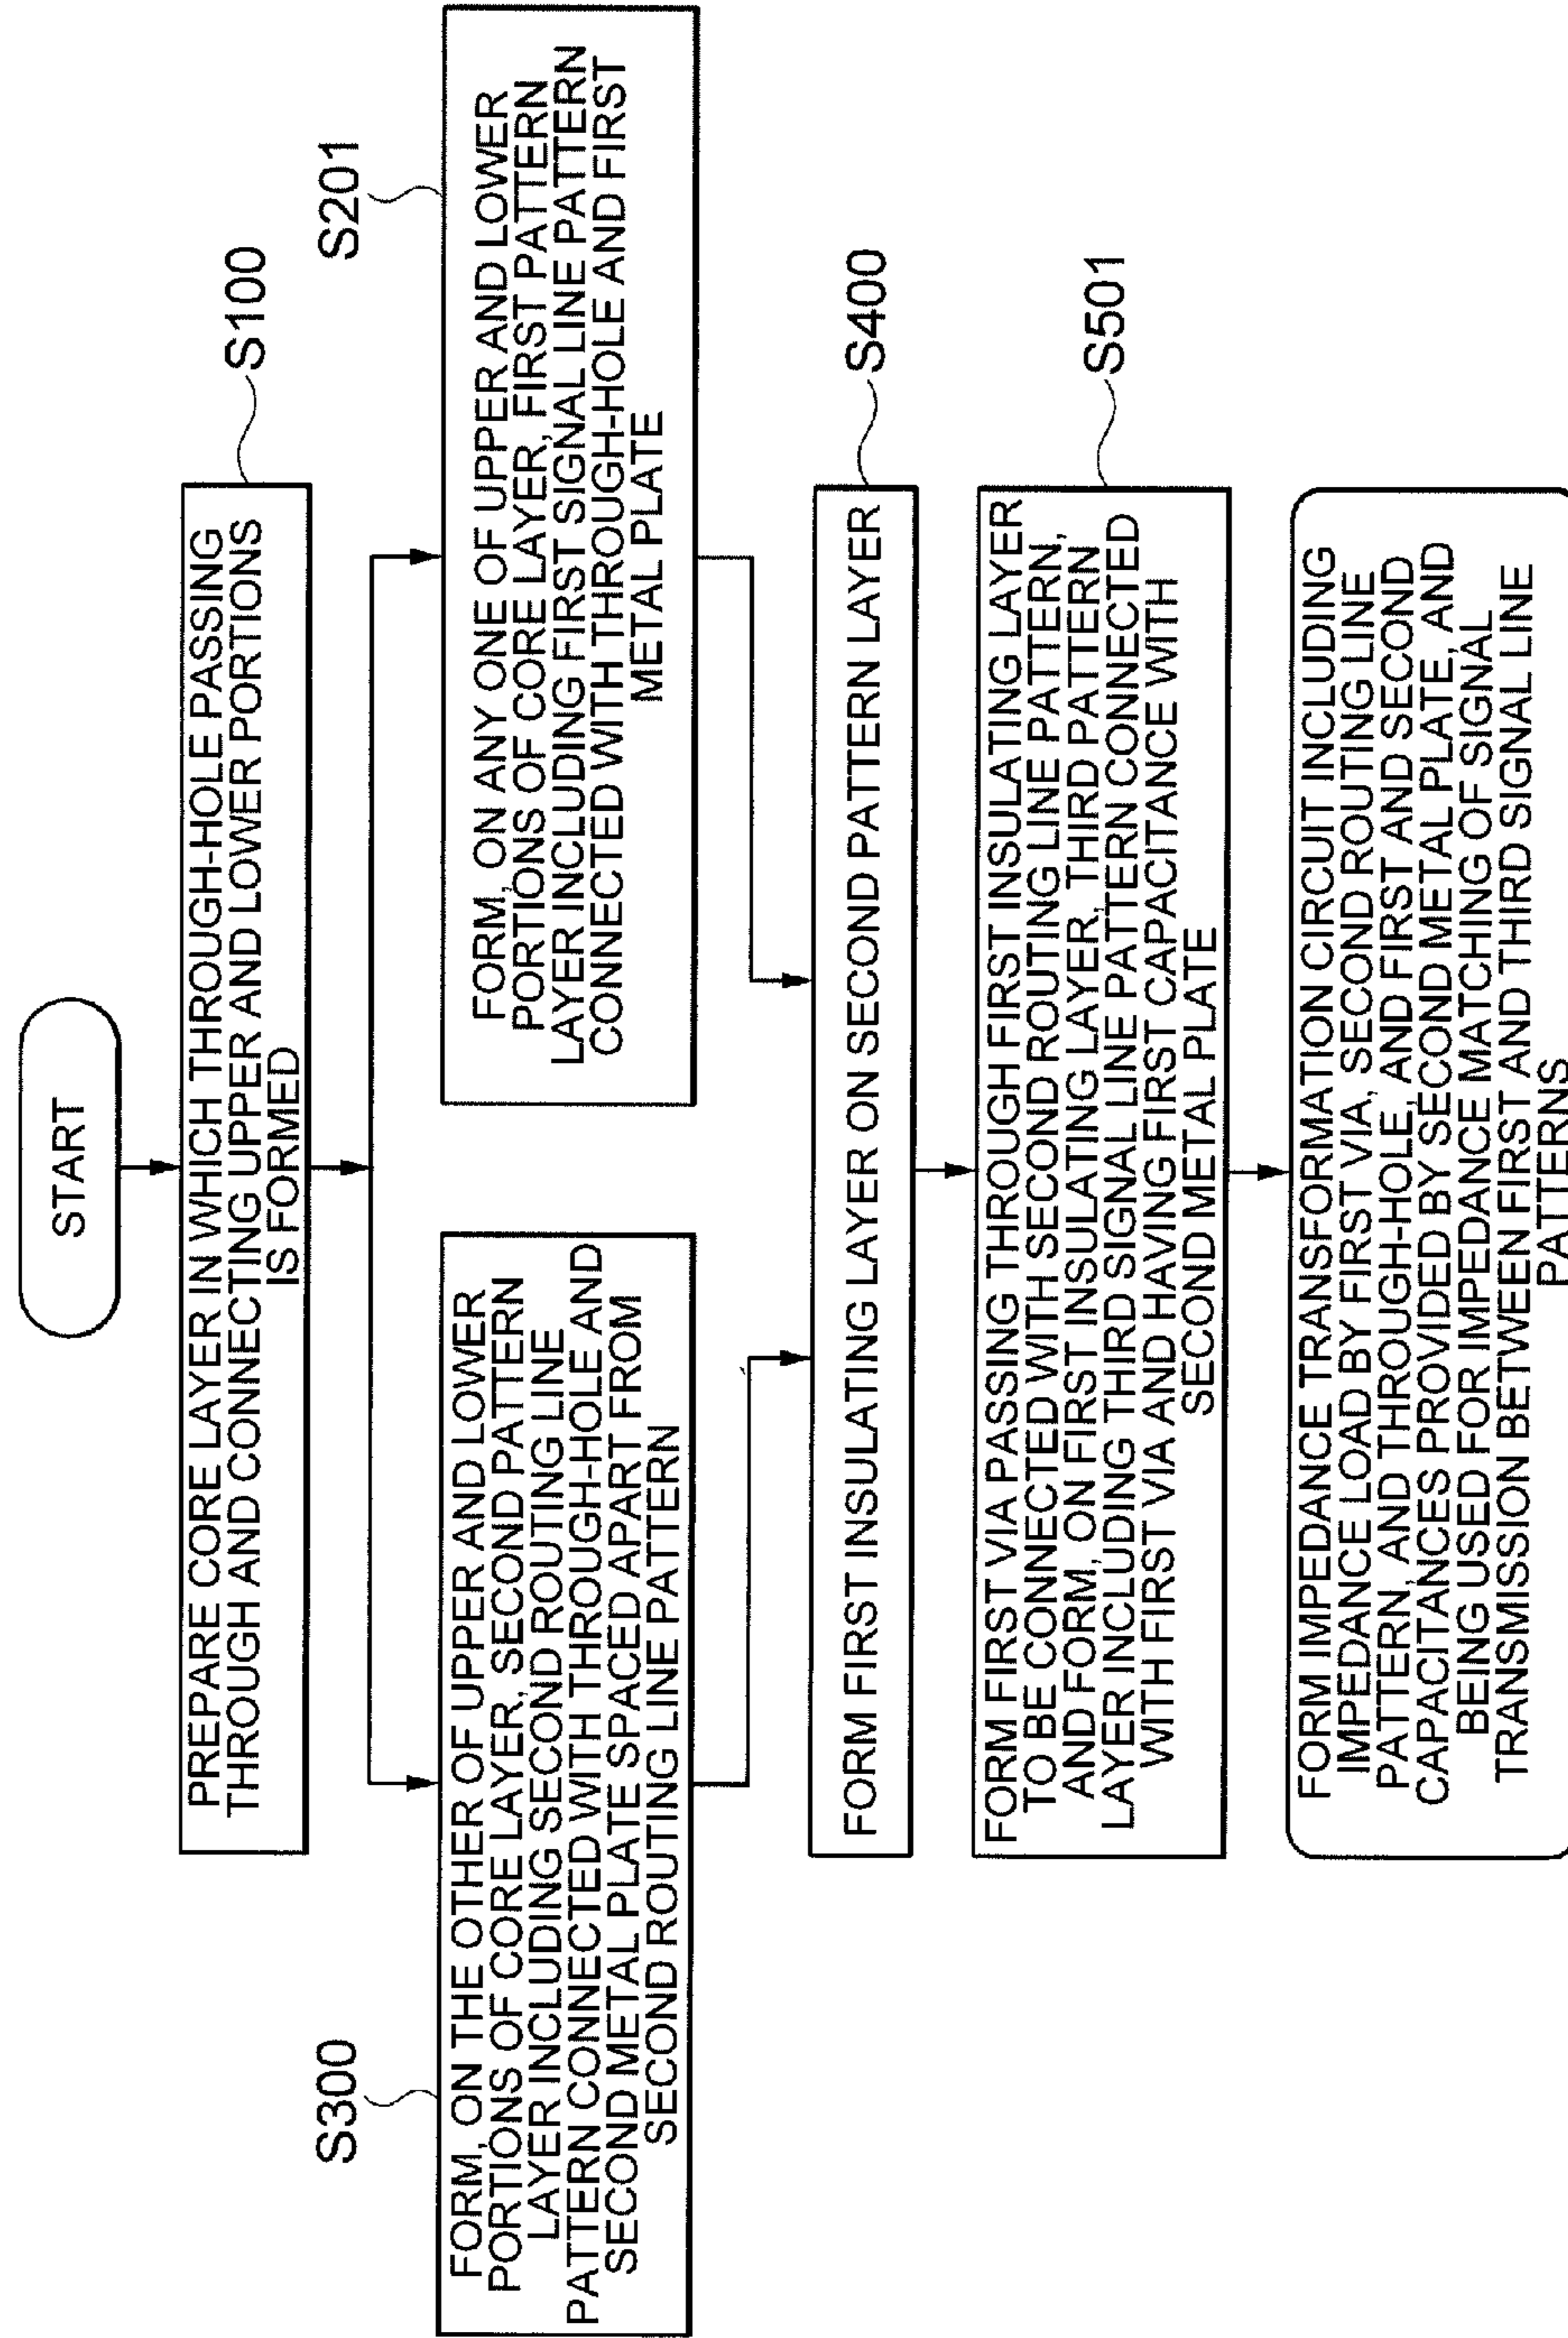 START
S100
PREPARE CORE LAYER IN WHICH THROUGH-HOLE PASSING
THROUGH AND CONNECTING UPPER AND LOWER PORTIONS
IS FORMED
S300
FORM, ON THE OTHER OF UPPER AND LOWER
PORTIONS OF CORE LAYER, SECOND PATTERN
LAYER INCLUDING SECOND ROUTING LINE
PATTERN CONNECTED WITH THROUGH-HOLE AND
SECOND METAL PLATE SPACED APART FROM
SECOND ROUTING LINE PATTERN
S201
FORM, ON ANY ONE OF UPPER AND LOWER
PORTIONS OF CORE LAYER, FIRST PATTERN
LAYER INCLUDING FIRST SIGNAL LINE PATTERN
CONNECTED WITH THROUGH-HOLE AND FIRST
METAL PLATE
S400
FORM FIRST INSULATING LAYER ON SECOND PATTERN LAYER
S501
FORM FIRST VIA PASSING THROUGH FIRST INSULATING LAYER
TO BE CONNECTED WITH SECOND ROUTING LINE PATTERN,
AND FORM, ON FIRST INSULATING LAYER, THIRD PATTERN
LAYER INCLUDING THIRD SIGNAL LINE PATTERN CONNECTED
WITH FIRST VIA AND HAVING FIRST CAPACITANCE WITH
SECOND METAL PLATE
FORM IMPEDANCE TRANSFORMATION CIRCUIT INCLUDING
IMPEDANCE LOAD BY FIRST VIA, SECOND ROUTING LINE
PATTERN, AND THROUGH-HOLE, AND FIRST AND SECOND
CAPACITANCES PROVIDED BY SECOND METAL PLATE, AND
BEING USED FOR IMPEDANCE MATCHING OF SIGNAL
TRANSMISSION BETWEEN FIRST AND THIRD SIGNAL LINE
PATTERNS